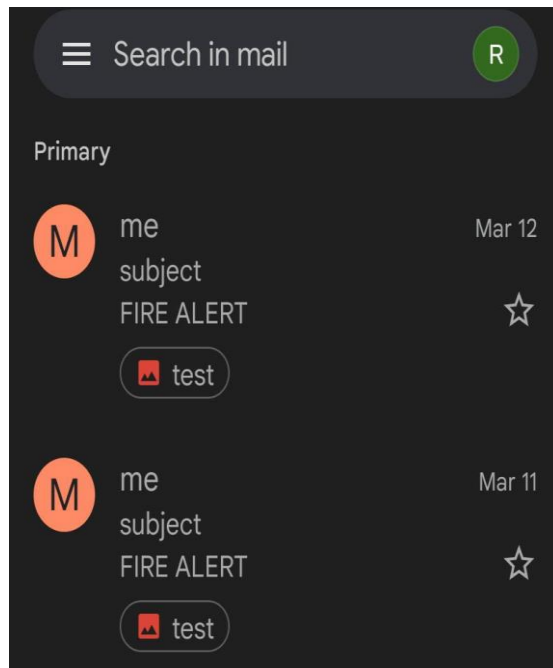 Search in mail
R
Primary
M
me
Mar 12
subject
FIRE ALERT
test
M
me
Mar 11
subject
FIRE ALERT
test